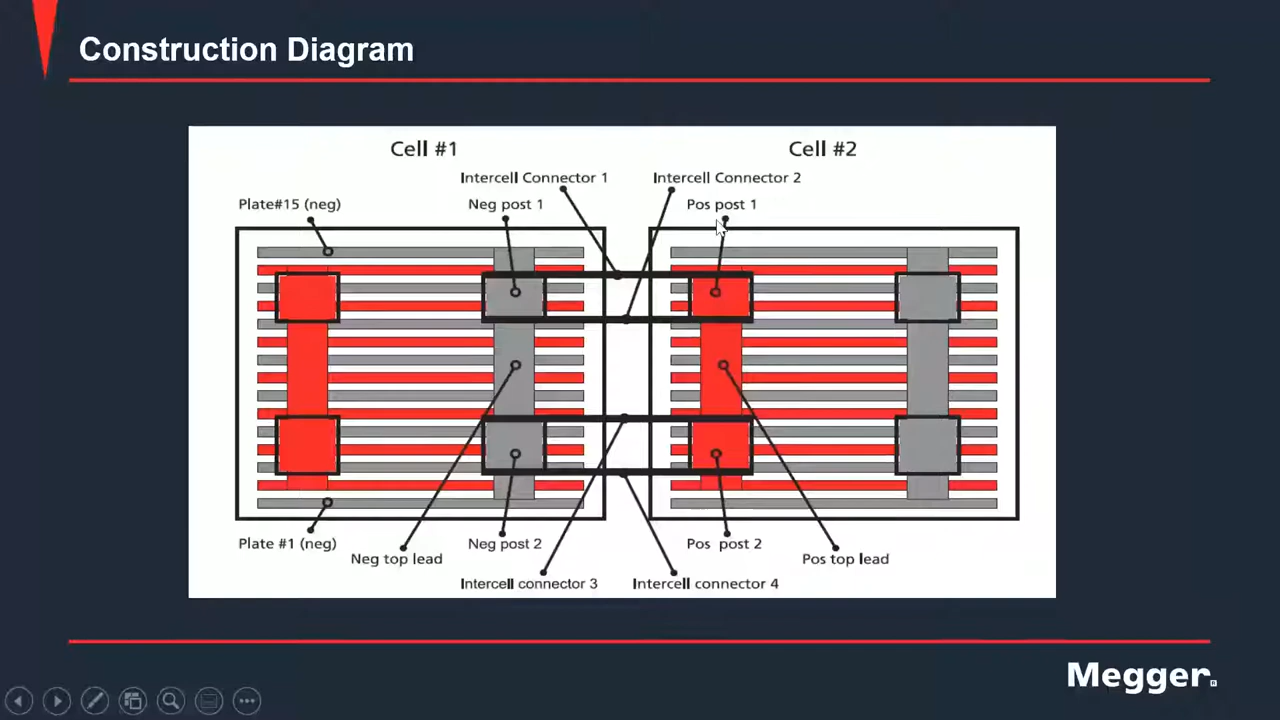 Construction Diagram
Cell #1
Cell #2
Intercell Connector 1
Intercell Connector 2
Plate#15 (neg)
Neg post 1
Pos post 1
Plate #1 (neg)
Neg top lead
Neg post 2
Pos post 2
Pos top lead
Intercell connector 3
Intercell connector 4
Megger